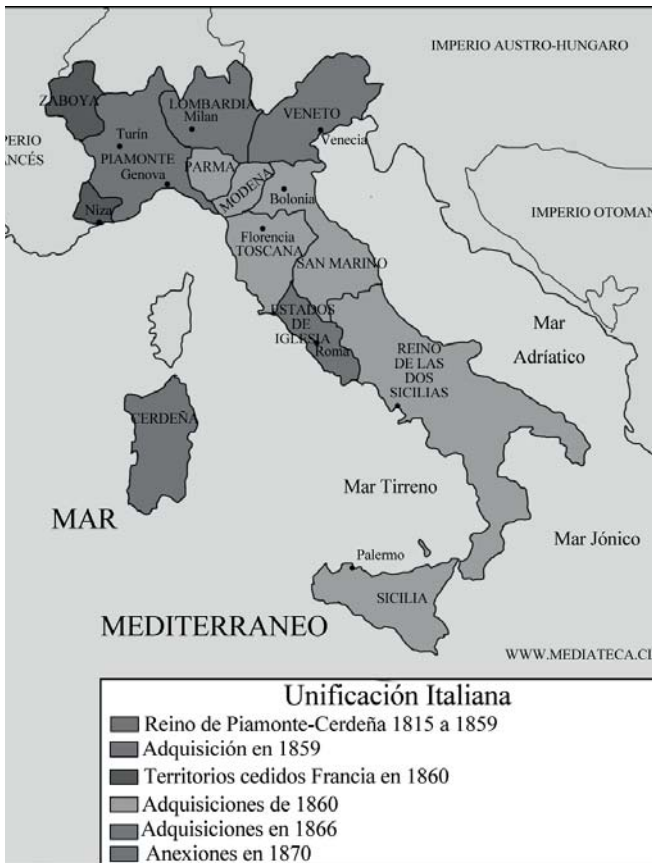 IMPERIO AUSTRO-HUNGARO
ZABOYA
LOMBARDIA
Milan
VENETO
Venecia
Turín
PERIO
NCÉS
PIAMONTE
Genova
PARMA
MODENA
Bolonia
Niza
IMPERIO OTOMAN
Florencia
TOSCANA
SAN MARINO
ESTADOS
DE
IGLESIA
Roma
Mar
Adríatico
REINO
DE LAS
DOS
SICILIAS
CERDEÑA
Mar Tirreno
MAR
Mar Jónico
Palermo
SICILIA
MEDITERRANEO
WWW.MEDIATECA.CL
Unificación Italiana
Reino de Piamonte-Cerdeña 1815 a 1859
Adquisición en 1859
Territorios cedidos Francia en 1860
Adquisiciones de 1860
Adquisiciones en 1866
Anexiones en 1870